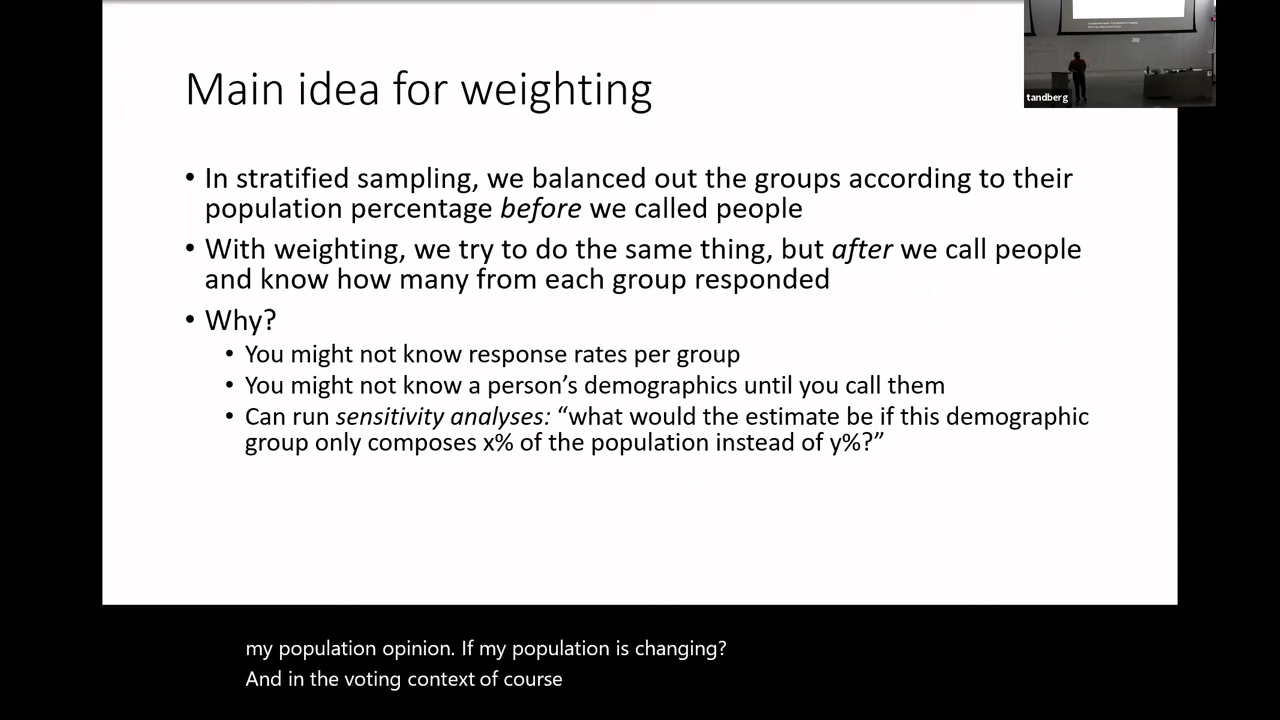 Main idea for weighting
tandberg
• In stratified sampling, we balanced out the groups according to their
population percentage before we called people
• With weighting, we try to do the same thing, but after we call people
and know how many from each group responded
• Why?
• You might not know response rates per group
• You might not know a person’s demographics until you call them
• Can run sensitivity analyses: “what would the estimate be if this demographic
group only composes x% of the population instead of y%?”
my population opinion. If my population is changing?
And in the voting context of course